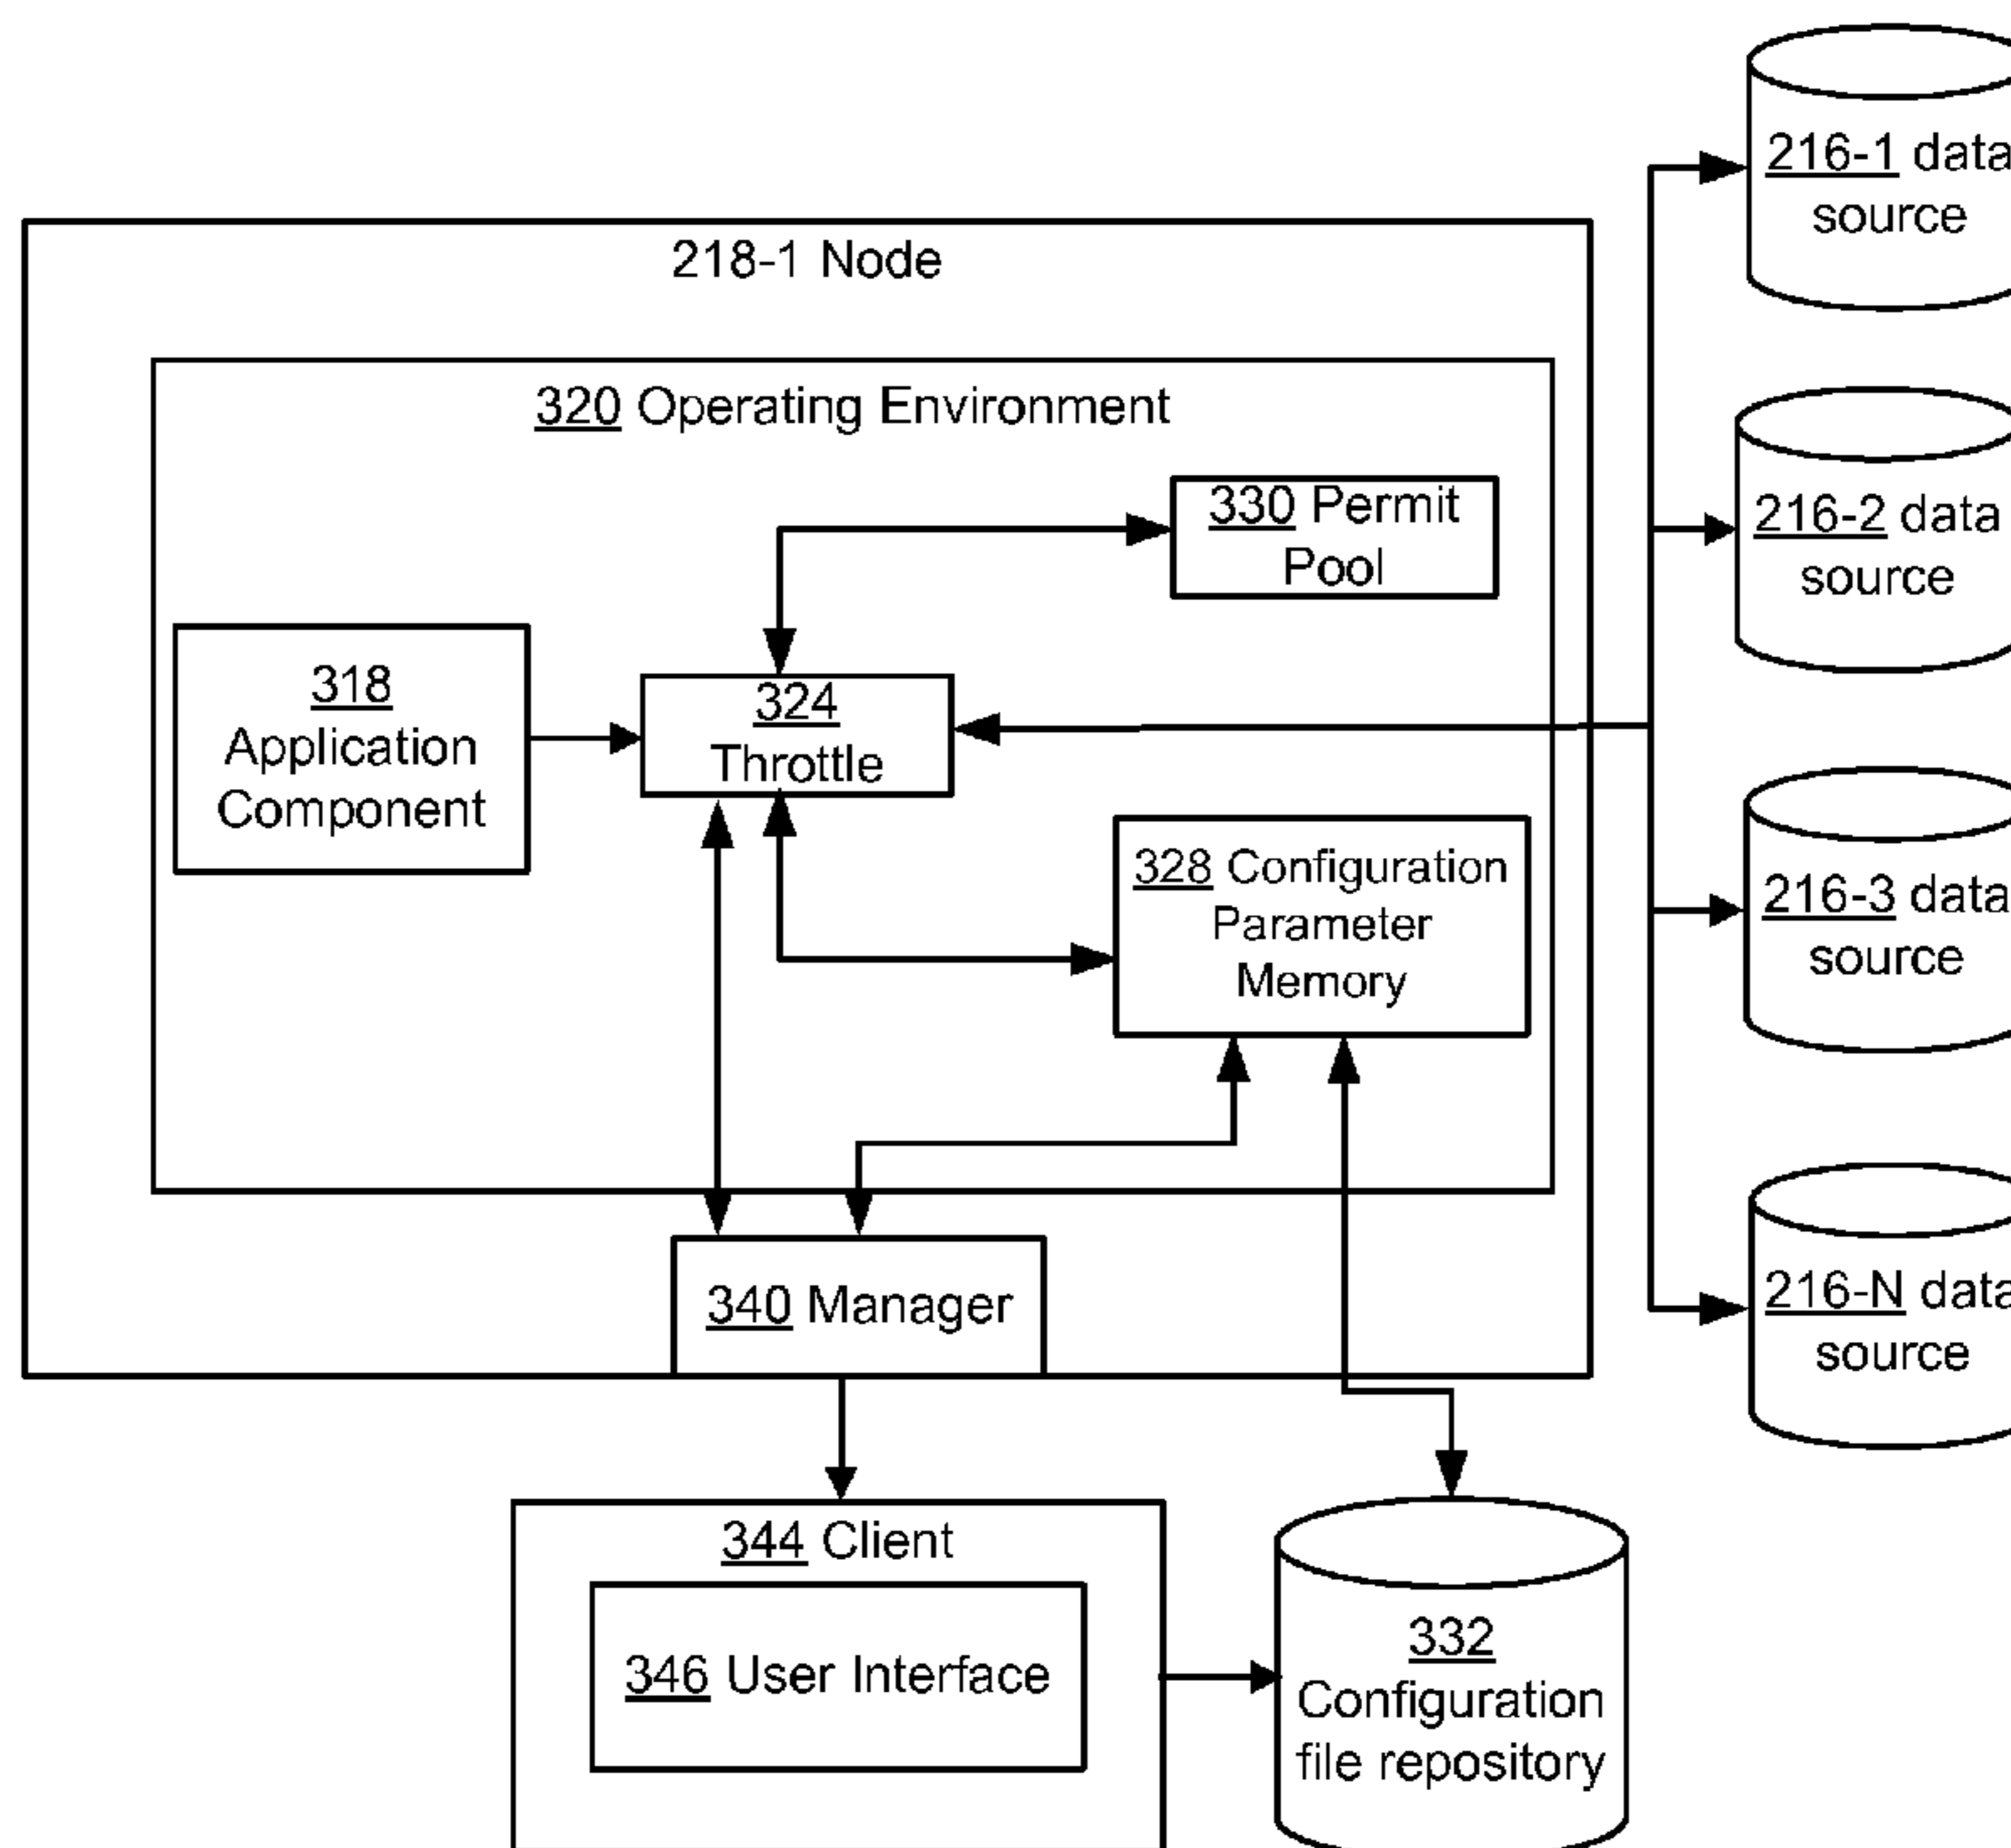 216-1 data
source
218-1 Node
320 Operating Environment
330 Permit
Pool
216-2 data
source
318
Application
Component
324
Throttle
328 Configuration
Parameter
Memory
216-3 data
source
340 Manager
216-N data
source
344 Client
346 User Interface
332
Configuration
file repository